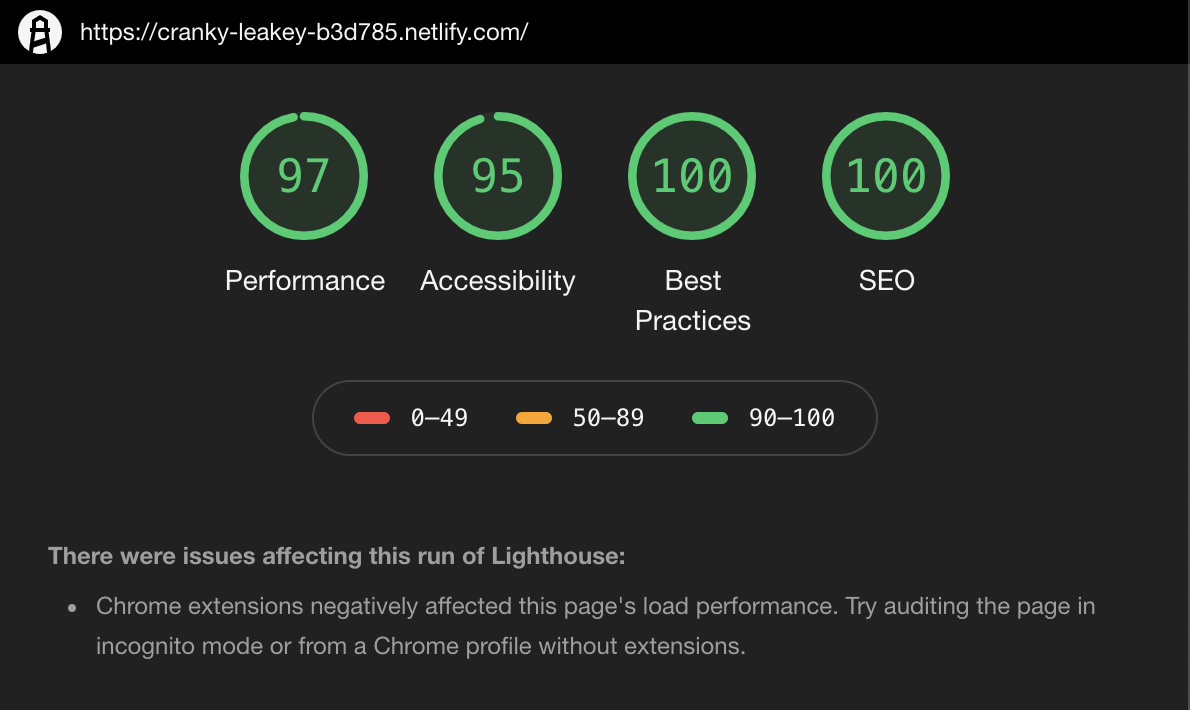 https://cranky-leakey-b3d785.netlify.com/
97 95 100 100
Performance Accessibility Best Practices SEO
0–49 50–89 90–100
There were issues affecting this run of Lighthouse:
• Chrome extensions negatively affected this page's load performance. Try auditing the page in
incognito mode or from a Chrome profile without extensions.